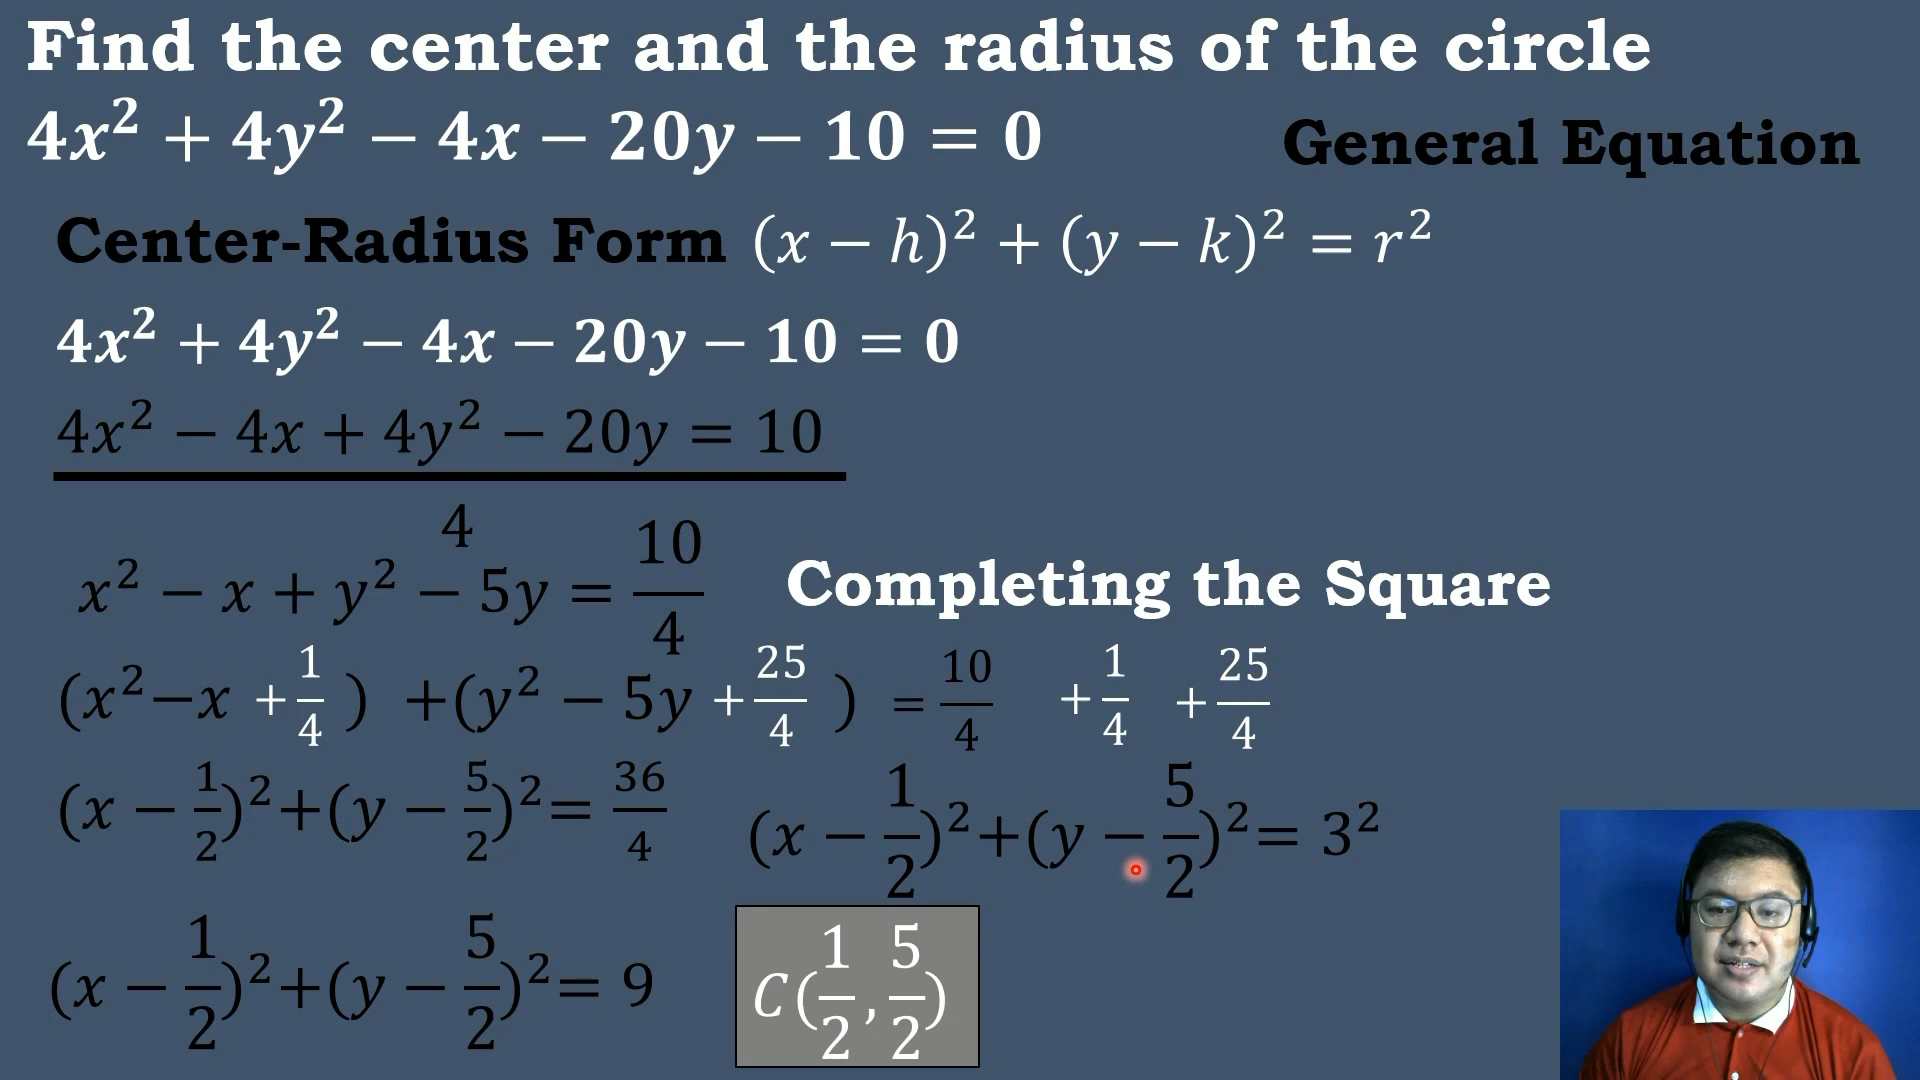 Find the center and the radius of the circle
4x² + 4y² − 4x − 20y − 10 = 0
General Equation
Center-Radius Form (x − h)² + (y − k)² = r²
4x² + 4y² − 4x − 20y − 10 = 0
4x² − 4x + 4y² − 20y = 10
4
x² − x + y² − 5y = 10/4
Completing the Square
(x² − x + 1/4 ) + (y² − 5y + 25/4 ) = 10/4 + 1/4 + 25/4
(x − 1/2)² + (y − 5/2)² = 36/4
(x − 1/2)² + (y − 5/2)² = 3²
(x − 1/2)² + (y − 5/2)² = 9
C(1/2, 5/2)